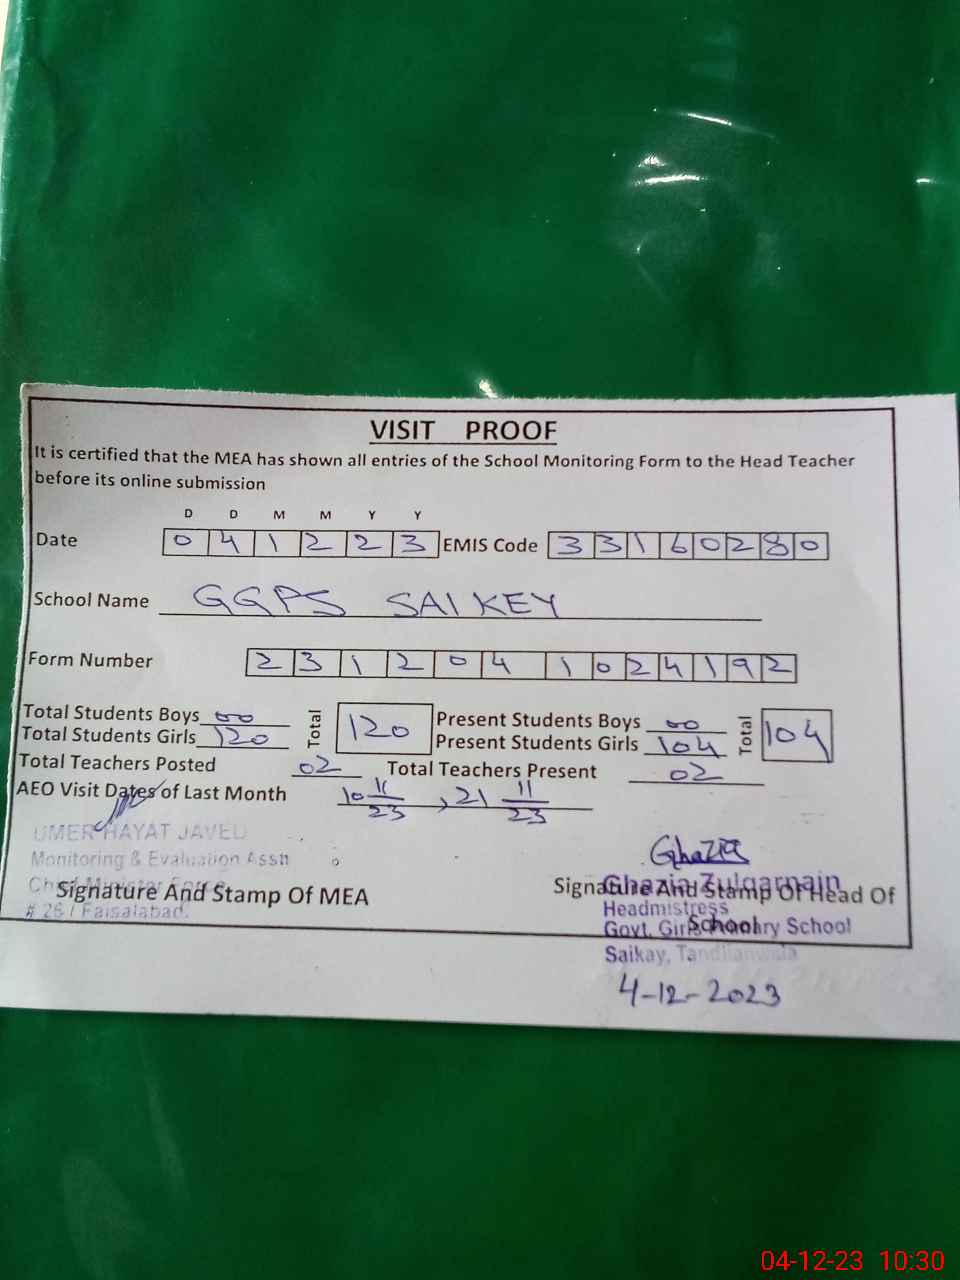 VISIT PROOF
It is certified that the MEA has shown all entries of the School Monitoring Form to the Head Teacher
before its online submission
D D M M Y Y
Date 0 4 1 2 2 3 EMIS Code 3 3 1 6 0 2 8 0
School Name GGPS SAIKEY
Form Number 2 3 1 2 0 4 1 0 2 4 1 9 2
Total Students Boys 00 Total 120 Present Students Boys 00 Total 104
Total Students Girls 120 Present Students Girls 104
Total Teachers Posted 02 Total Teachers Present 02
AEO Visit Dates of Last Month 10 11/23, 21 11/23
UMER HAYAT JAVED
Monitoring & Evaluation Asstt
Chief Minister
# 26 / Faisalabad.
Signature And Stamp Of MEA
Ghazia
Signature And Stamp Of Head Of
School
Ghazia Zulqarnain
Headmistress
Govt. Girls Primary School
Saikay, Tandlianwala
4-12-2023
04-12-23 10:30